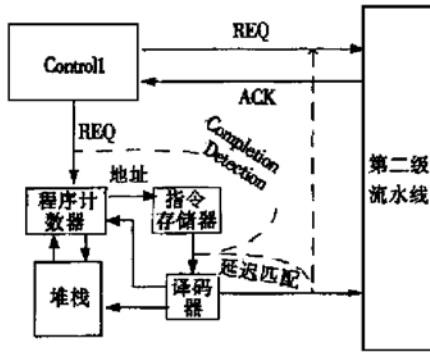 REQ
Control1
ACK
REQ
Completion
Detection
地址
第二级
流水线
程序计
数器
指令
存储器
延迟匹配
堆栈
译码
器